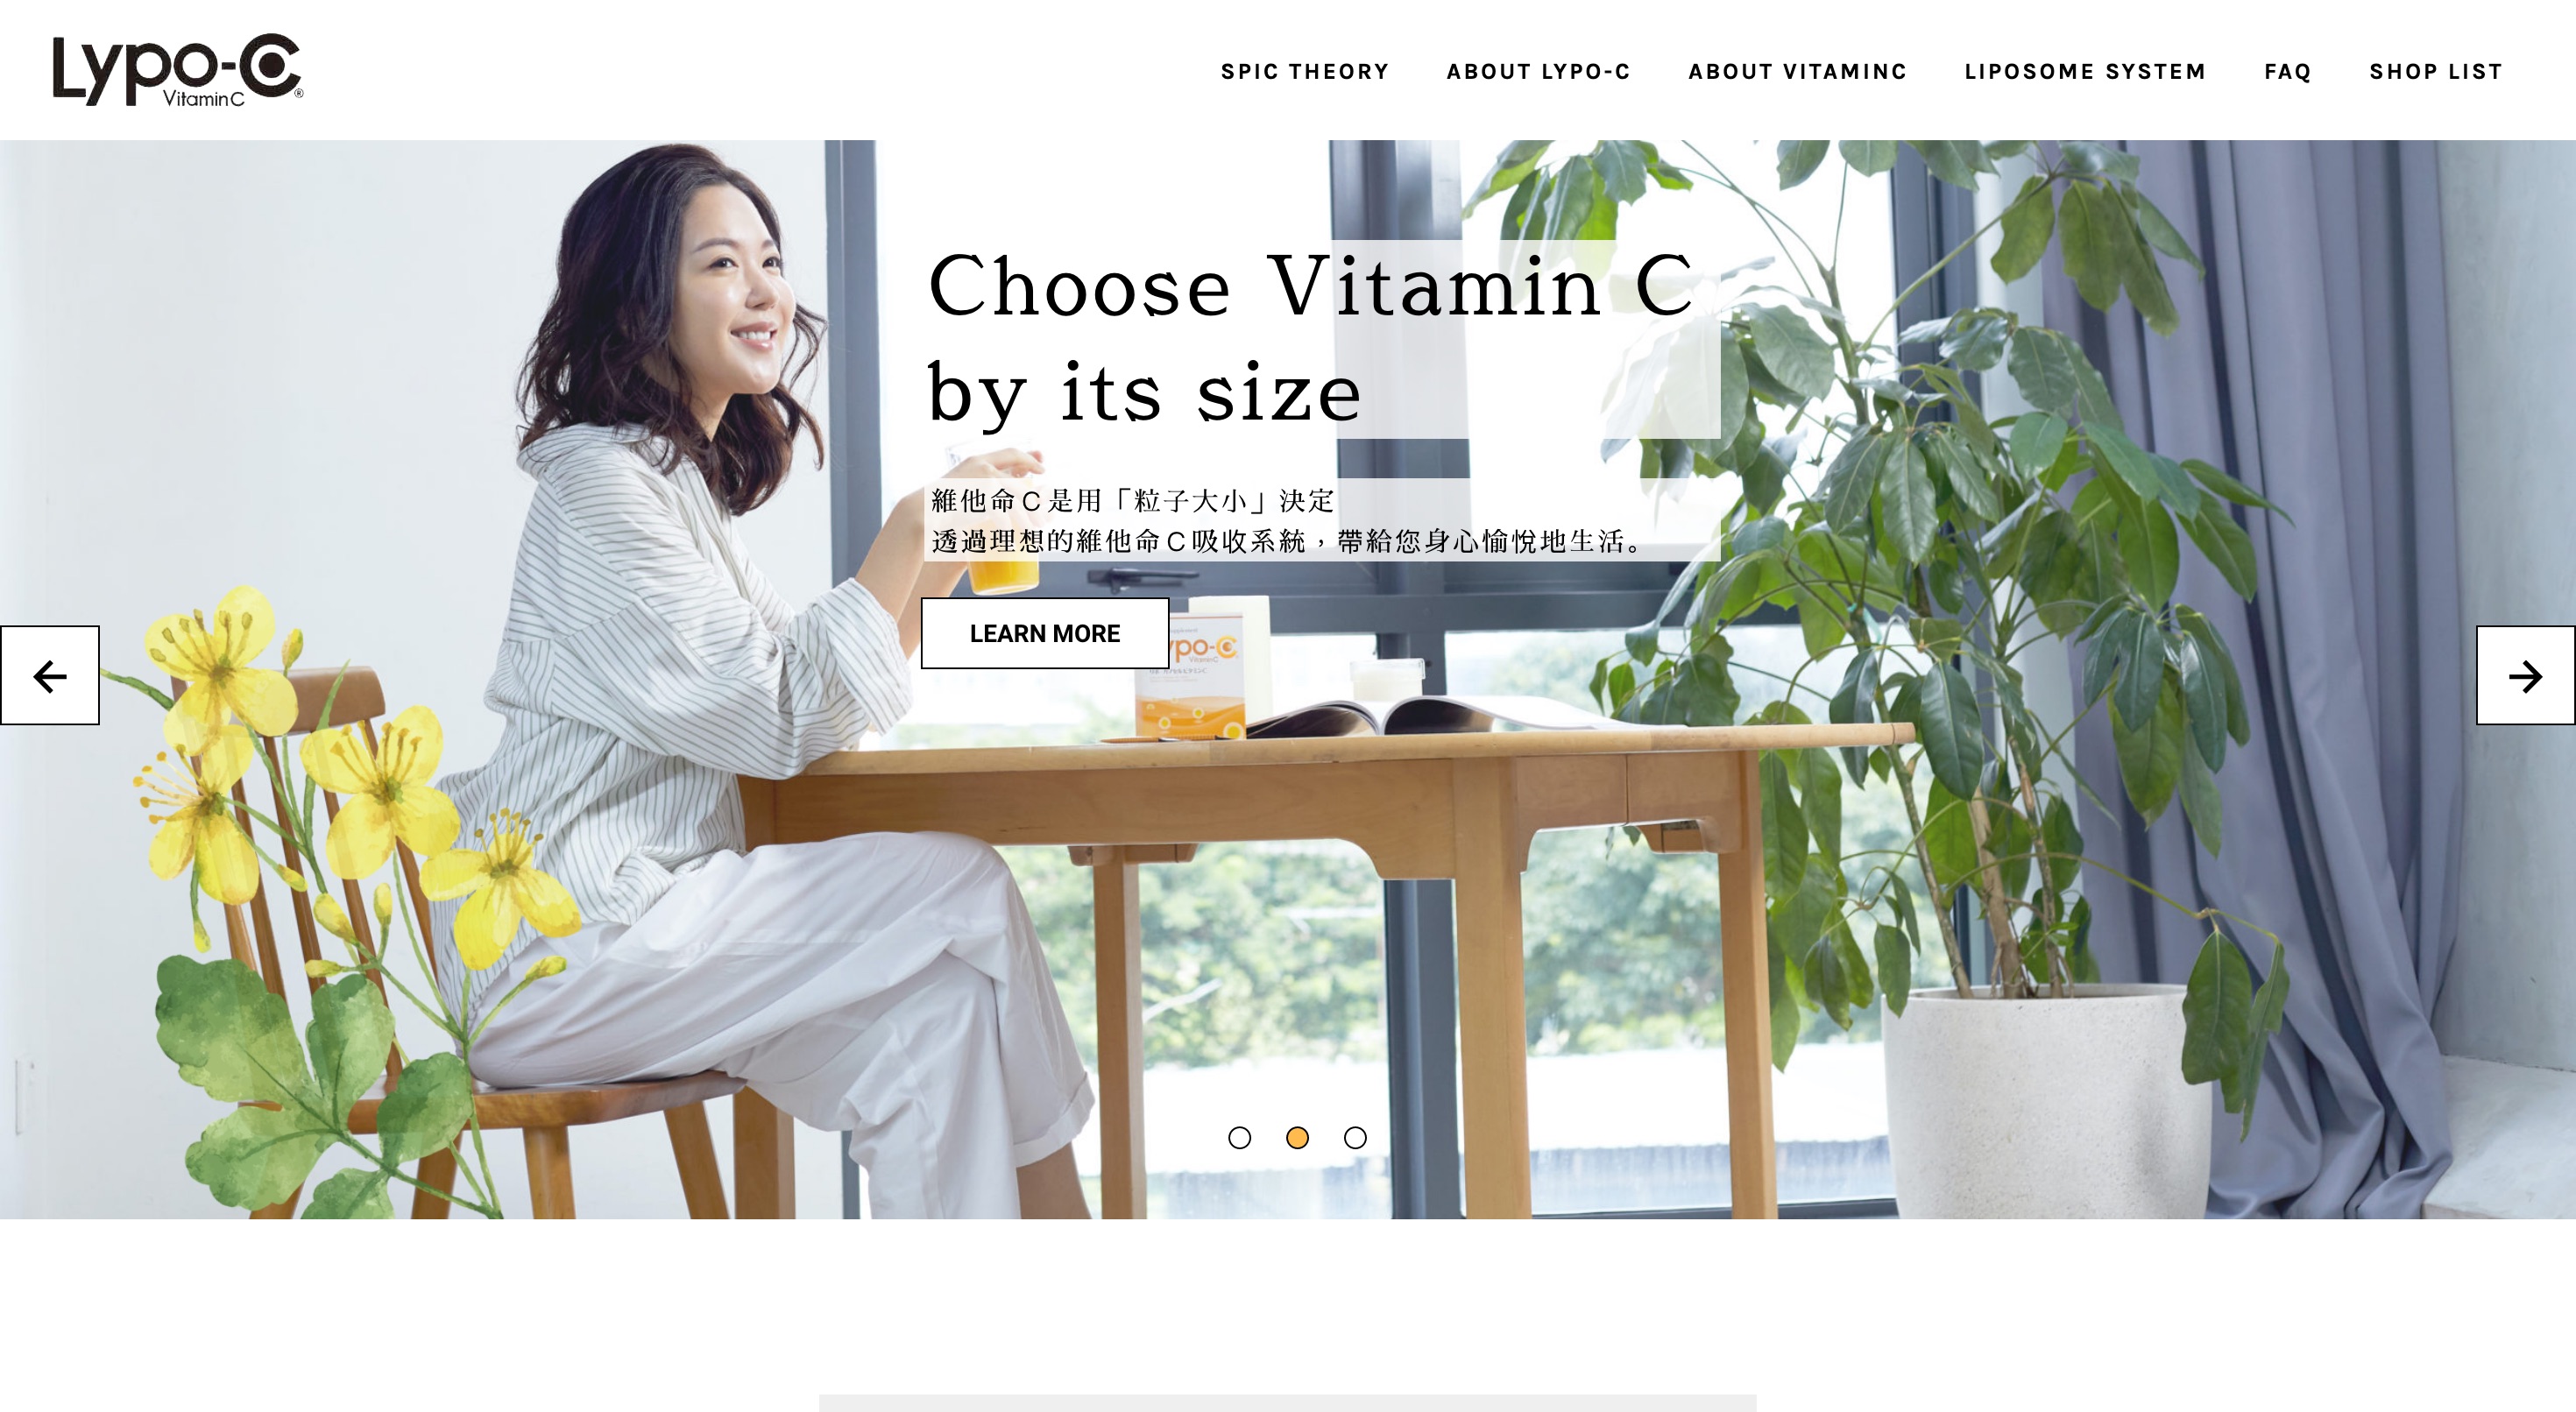 Lypo-C
VitaminC®
SPIC THEORY
ABOUT LYPO-C
ABOUT VITAMINC
LIPOSOME SYSTEM
FAQ
SHOP LIST
Choose Vitamin C
by its size
維他命C是用「粒子大小」決定
透過理想的維他命C吸收系統，帶給您身心愉悅地生活。
LEARN MORE
ypo-C
VitaminC